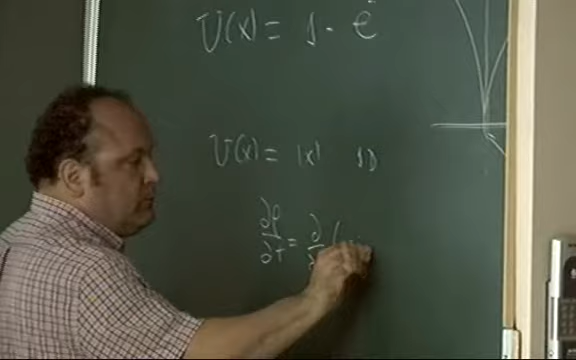 U(x) = 1 - e
U(x) = |x| 1D
∂ρ/∂t = ∂/∂ (